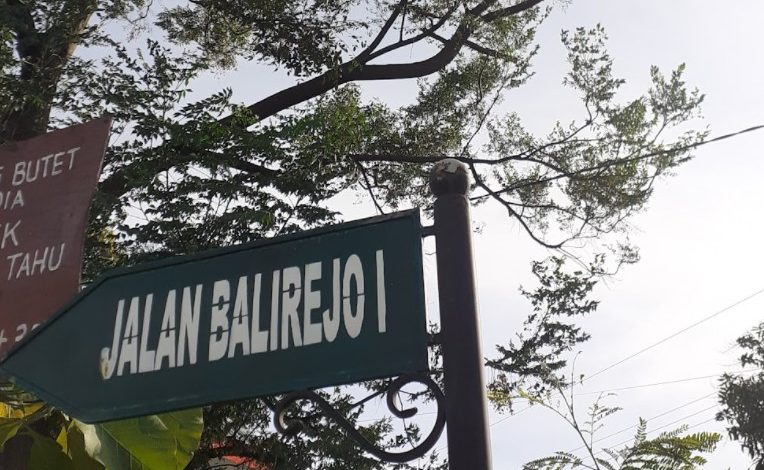 BUTET
DIA
K
TAHU
JALAN BALIREJO I